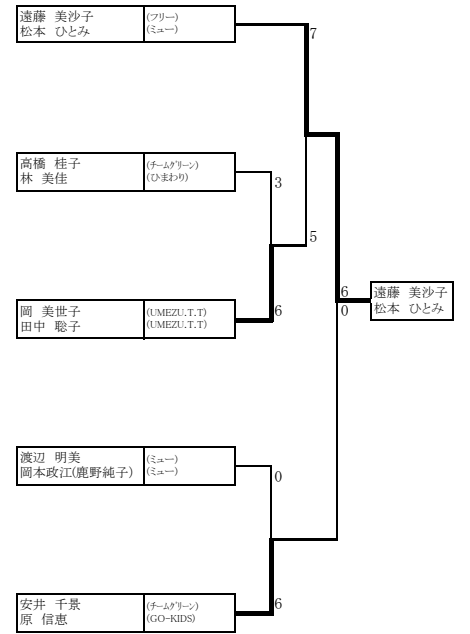 遠藤 美沙子 (フリー)
松本 ひとみ (ミュー)
7
高橋 桂子 (チームグリーン)
林 美佳 (ひまわり)
3
5
岡 美世子 (UMEZU.T.T)
田中 聡子 (UMEZU.T.T)
6
6
0
遠藤 美沙子
松本 ひとみ
渡辺 明美 (ミュー)
岡本政江(鹿野純子) (ミュー)
0
安井 千景 (チームグリーン)
原 信恵 (GO-KIDS)
6